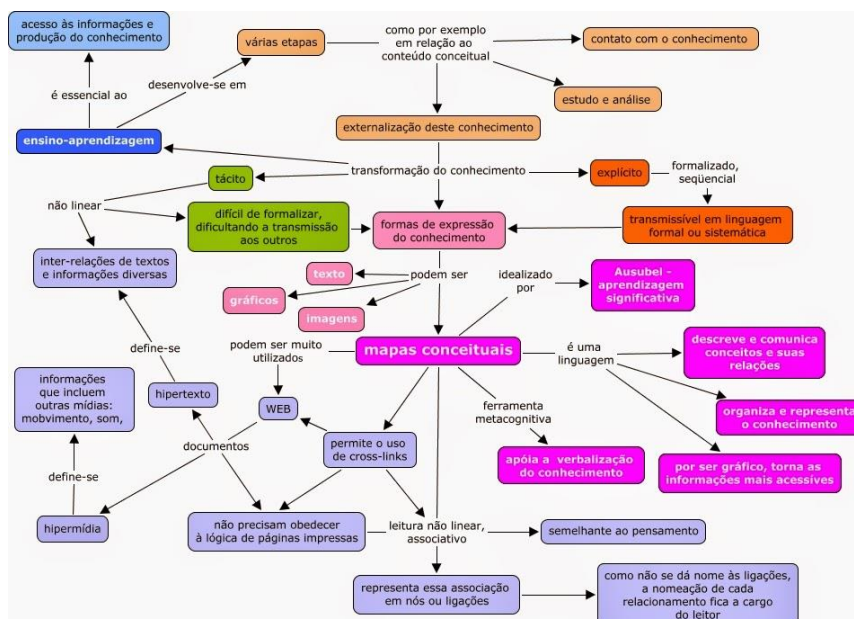 acesso às informações e
produção do conhecimento
várias etapas
como por exemplo
em relação ao
conteúdo conceitual
contato com o conhecimento
é essencial ao
desenvolve-se em
estudo e análise
ensino-aprendizagem
externalização deste conhecimento
transformação do conhecimento
tácito
explícito
formalizado,
seqüencial
não linear
difícil de formalizar,
dificultando a transmissão
aos outros
formas de expressão
do conhecimento
transmissível em linguagem
formal ou sistemática
inter-relações de textos
e informações diversas
texto
podem ser
gráficos
imagens
idealizado
por
Ausubel -
aprendizagem
significativa
define-se
podem ser muito
utilizados
mapas conceituais
é uma
linguagem
descreve e comunica
conceitos e suas
relações
informações
que incluem
outras mídias:
mobvimento, som,
hipertexto
WEB
ferramenta
metacognitiva
organiza e representa
o conhecimento
documentos
permite o uso
de cross-links
apóia a verbalização
do conhecimento
por ser gráfico, torna as
informações mais acessíves
define-se
hipermídia
não precisam obedecer
à lógica de páginas impressas
leitura não linear,
associativo
semelhante ao pensamento
representa essa associação
em nós ou ligações
como não se dá nome às ligações,
a nomeação de cada
relacionamento fica a cargo
do leitor